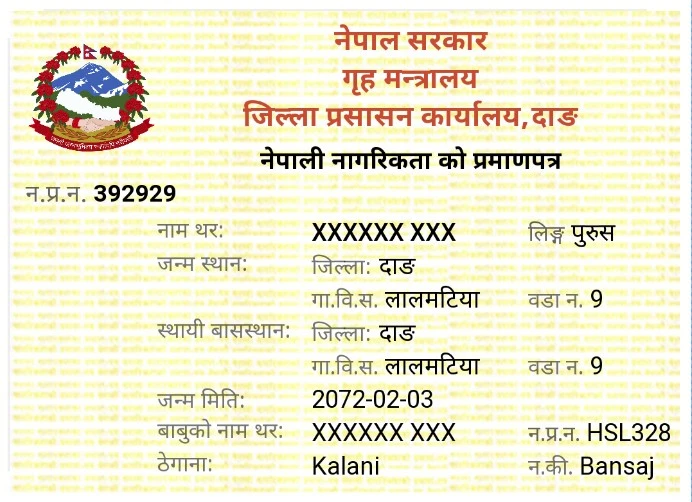 नेपाल सरकार
गृह मन्त्रालय
जिल्ला प्रसासन कार्यालय,दाङ
नेपाली नागरिकता को प्रमाणपत्र
न.प्र.न. 392929
नाम थर: XXXXXX XXX लिङ्ग पुरुस
जन्म स्थान: जिल्ला: दाङ
गा.वि.स. लालमटिया वडा न. 9
स्थायी बासस्थान: जिल्ला: दाङ
गा.वि.स. लालमटिया वडा न. 9
जन्म मिति: 2072-02-03
बाबुको नाम थर: XXXXXX XXX न.प्र.न. HSL328
ठेगाना: Kalani न.की. Bansaj